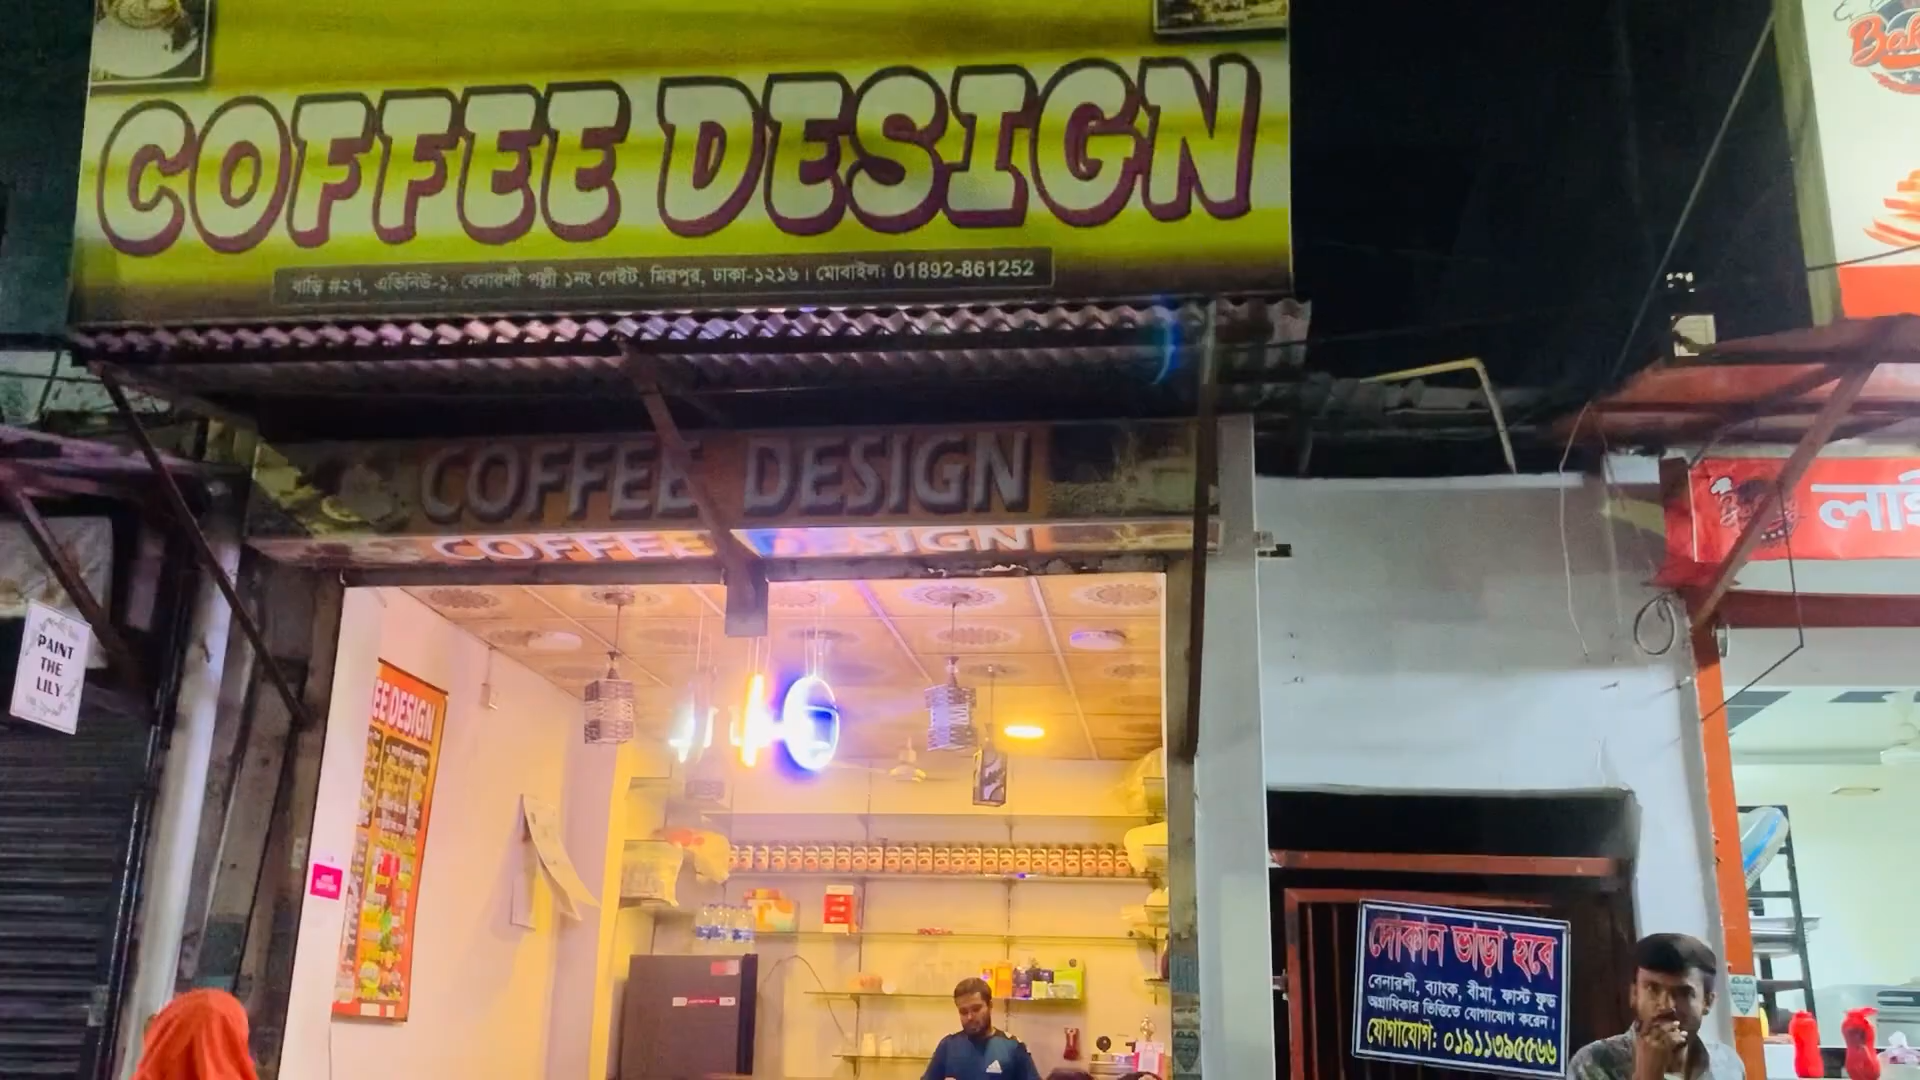 COFFEE DESIGN
বাড়ি #২৭, এভিনিউ-১, বেনারশী পল্লী ১নং গেইট, মিরপুর, ঢাকা-১২১৬। মোবাইল: 01892-861252
COFFEE DESIGN
COFFEE DESIGN
লাই
PAINT
THE
LILY
EE DESIGN
দোকান ভাড়া হবে
বেনারশী, ব্যাংক, বীমা, ফাস্ট ফুড
অগ্রাধিকার ভিত্তিতে যোগাযোগ করেন।
যোগাযোগ: ০১৯১১৩৯৫৫৬৬